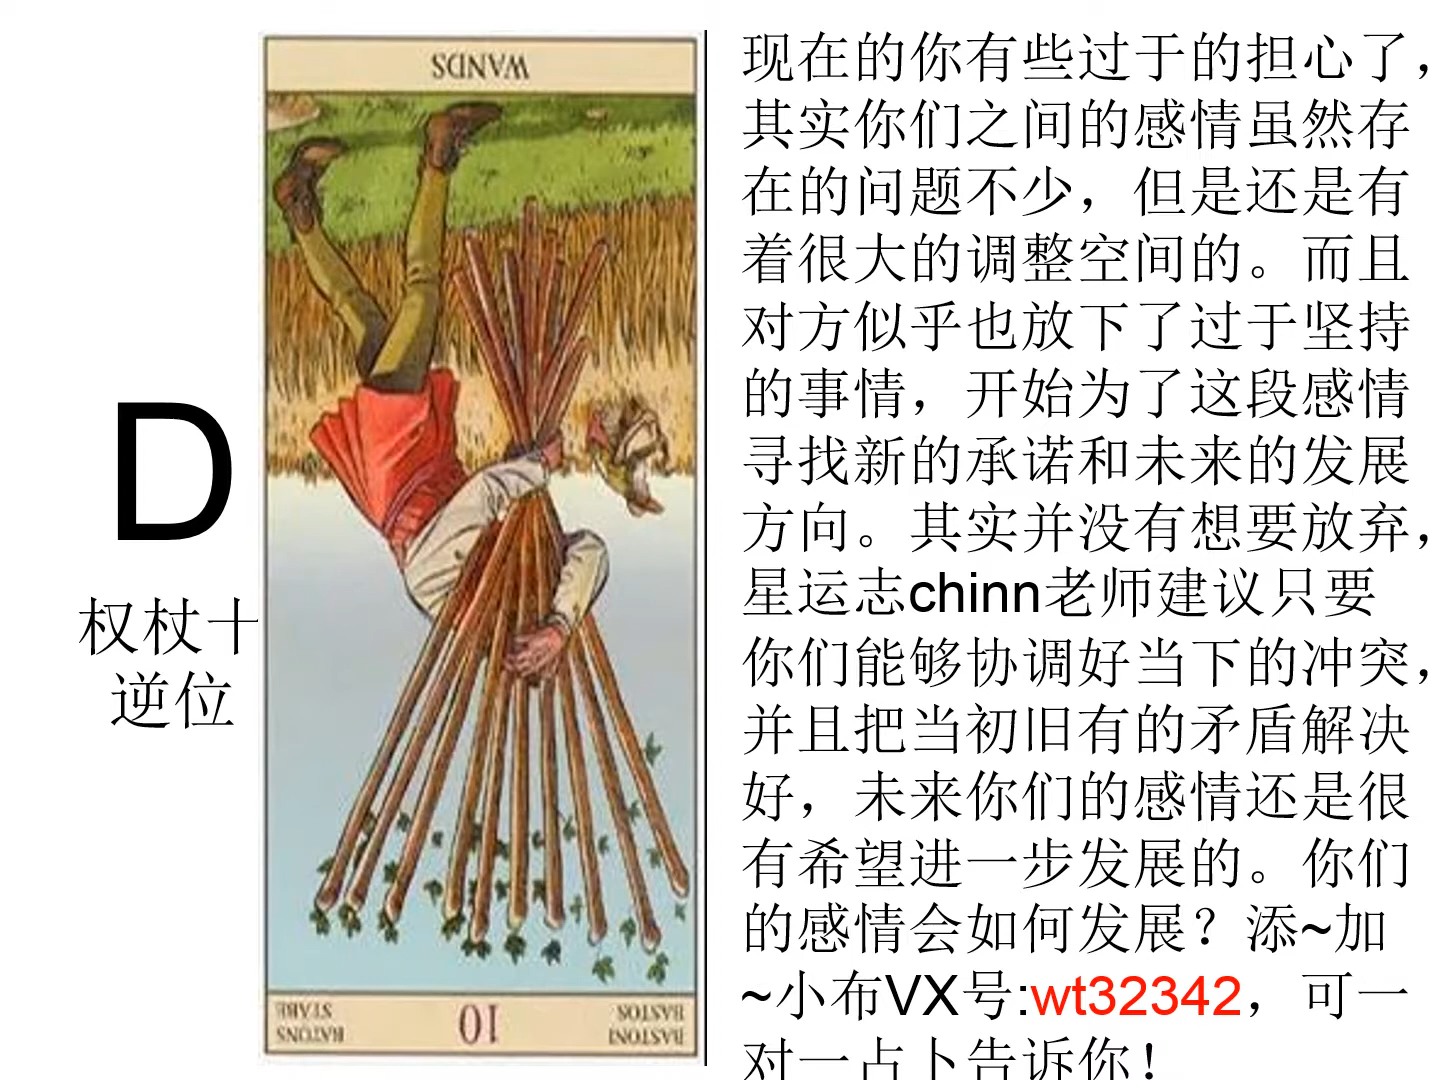 WANDS
D
权杖十
逆位
BATONS
STABE
10
BASTONI
BASTOS
现在的你有些过于的担心了，
其实你们之间的感情虽然存
在的问题不少，但是还是有
着很大的调整空间的。而且
对方似乎也放下了过于坚持
的事情，开始为了这段感情
寻找新的承诺和未来的发展
方向。其实并没有想要放弃，
星运志chinn老师建议只要
你们能够协调好当下的冲突，
并且把当初旧有的矛盾解决
好，未来你们的感情还是很
有希望进一步发展的。你们
的感情会如何发展？添~加
~小布VX号:wt32342，可一
对一占卜告诉你！